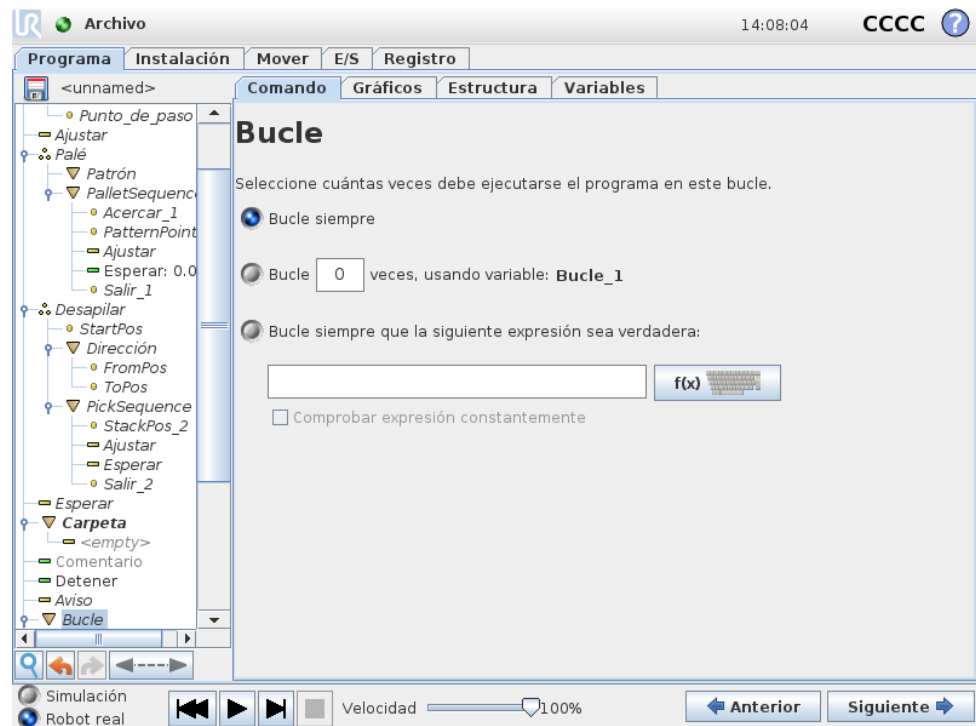 UR Archivo 14:08:04 CCCC ?
Programa Instalación Mover E/S Registro
<unnamed>
Comando Gráficos Estructura Variables
Punto_de_paso
Ajustar
Palé
Patrón
PalletSequenc
Acercar_1
PatternPoint
Ajustar
Esperar: 0.0
Salir_1
Desapilar
StartPos
Dirección
FromPos
ToPos
PickSequence
StackPos_2
Ajustar
Esperar
Salir_2
Esperar
Carpeta
<empty>
Comentario
Detener
Aviso
Bucle
Bucle
Seleccione cuántas veces debe ejecutarse el programa en este bucle.
Bucle siempre
Bucle 0 veces, usando variable: Bucle_1
Bucle siempre que la siguiente expresión sea verdadera:
f(x)
Comprobar expresión constantemente
Simulación
Robot real
Velocidad 100%
Anterior Siguiente